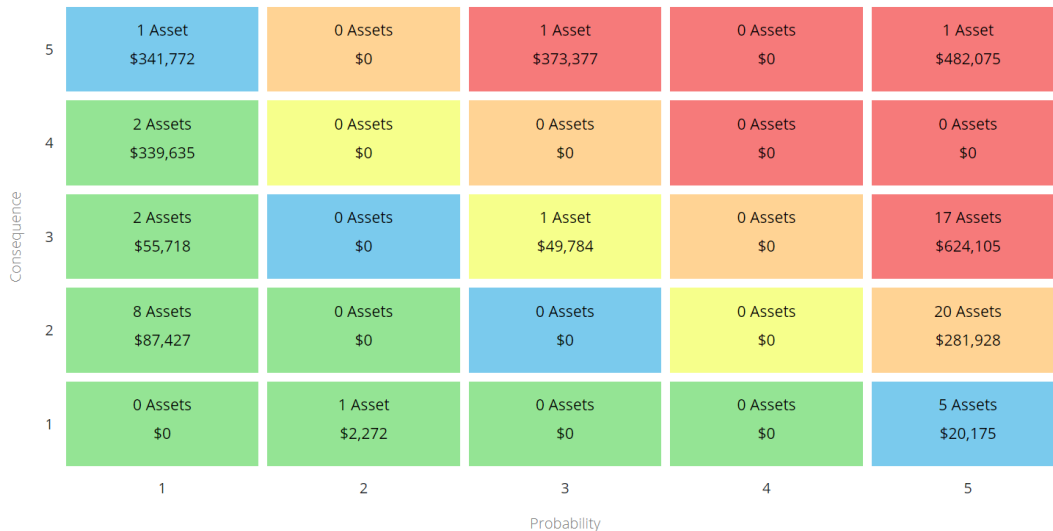 5
1 Asset
$341,772
0 Assets
$0
1 Asset
$373,377
0 Assets
$0
1 Asset
$482,075
4
2 Assets
$339,635
0 Assets
$0
0 Assets
$0
0 Assets
$0
0 Assets
$0
Consequence
3
2 Assets
$55,718
0 Assets
$0
1 Asset
$49,784
0 Assets
$0
17 Assets
$624,105
2
8 Assets
$87,427
0 Assets
$0
0 Assets
$0
0 Assets
$0
20 Assets
$281,928
1
0 Assets
$0
1 Asset
$2,272
0 Assets
$0
0 Assets
$0
5 Assets
$20,175
1
2
3
4
5
Probability